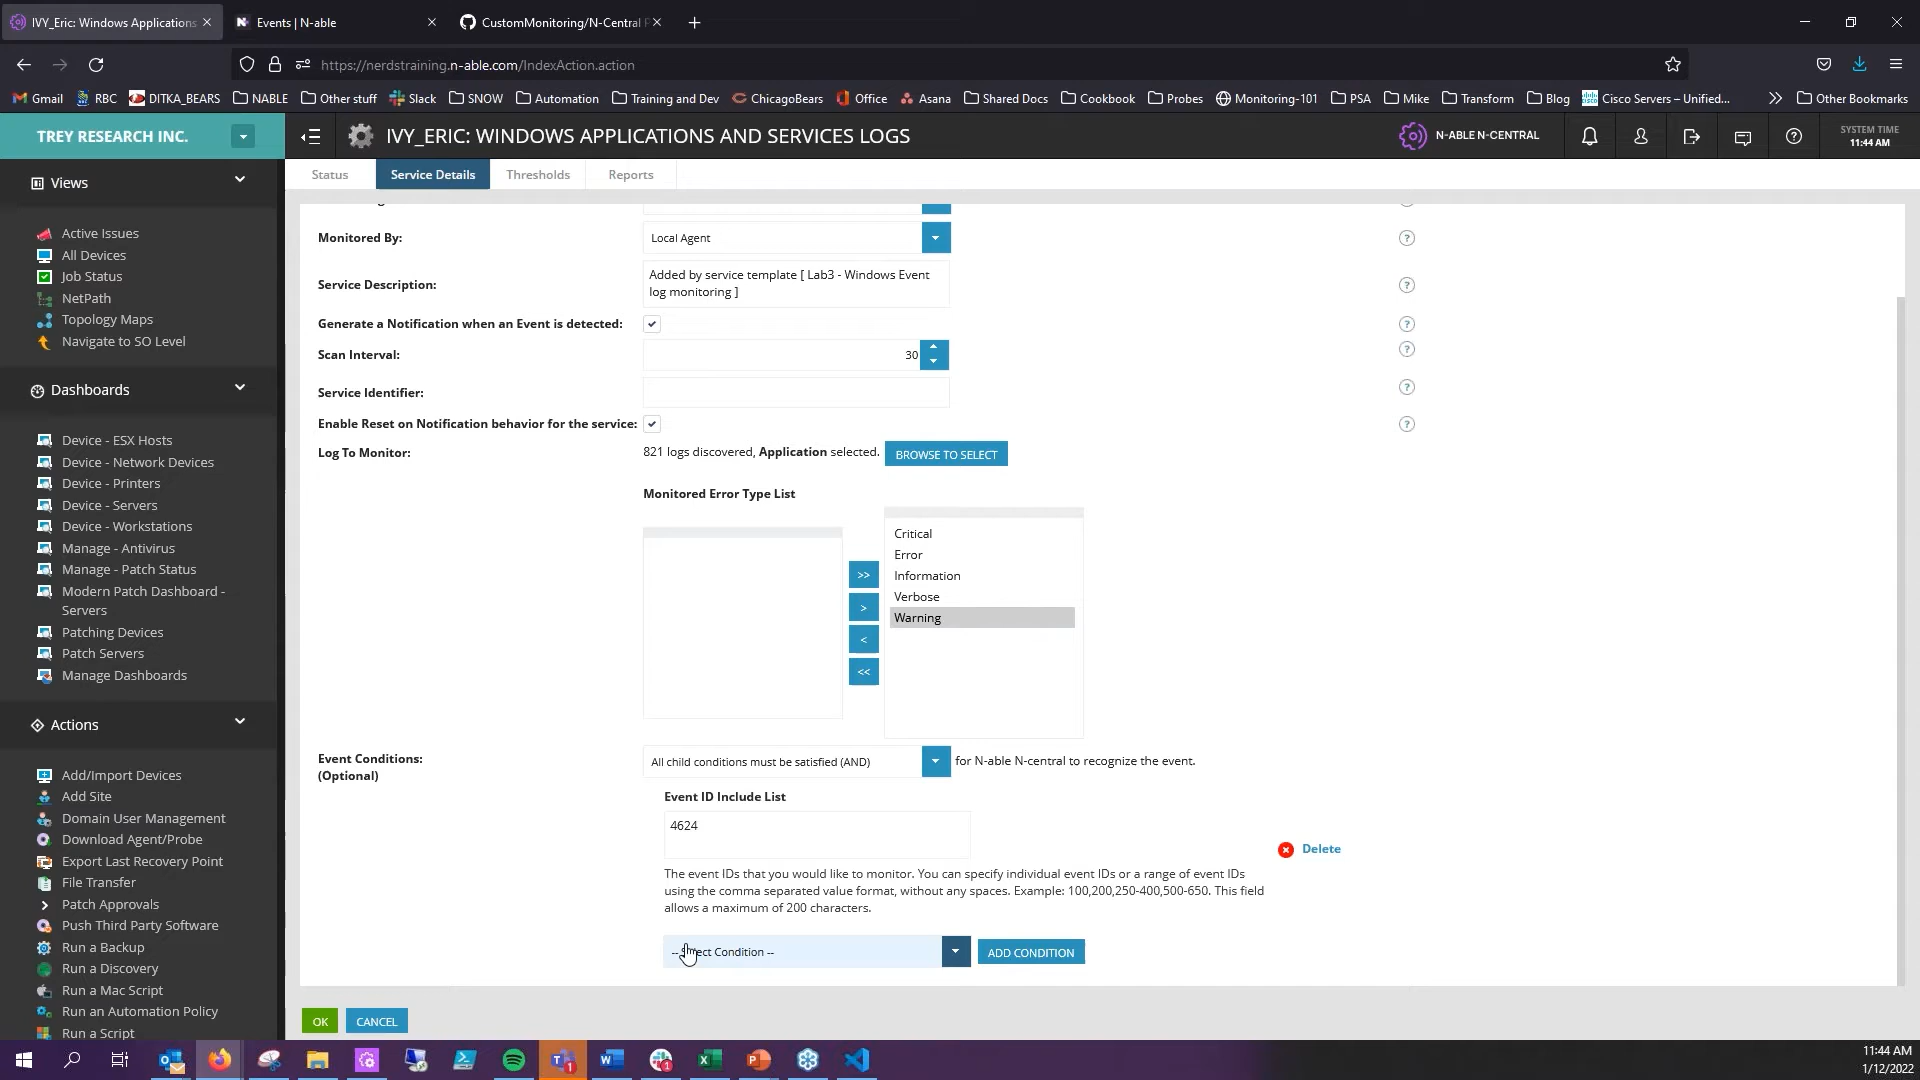 IVY_Eric: Windows Applications
Events | N-able
CustomMonitoring/N-Central
https://nerdstraining.n-able.com/IndexAction.action
Gmail
RBC
DITKA_BEARS
NABLE
Other stuff
Slack
SNOW
Automation
Training and Dev
ChicagoBears
Office
Asana
Shared Docs
Cookbook
Probes
Monitoring-101
PSA
Mike
Transform
Blog
Cisco Servers – Unified...
Other Bookmarks
TREY RESEARCH INC.
IVY_ERIC: WINDOWS APPLICATIONS AND SERVICES LOGS
N-ABLE N-CENTRAL
SYSTEM TIME
11:44 AM
Status
Service Details
Thresholds
Reports
Views
Active Issues
All Devices
Job Status
NetPath
Topology Maps
Navigate to SO Level
Dashboards
Device - ESX Hosts
Device - Network Devices
Device - Printers
Device - Servers
Device - Workstations
Manage - Antivirus
Manage - Patch Status
Modern Patch Dashboard -
Servers
Patching Devices
Patch Servers
Manage Dashboards
Actions
Add/Import Devices
Add Site
Domain User Management
Download Agent/Probe
Export Last Recovery Point
File Transfer
Patch Approvals
Push Third Party Software
Run a Backup
Run a Discovery
Run a Mac Script
Run an Automation Policy
Run a Script
Monitored By:
Local Agent
Service Description:
Added by service template [ Lab3 - Windows Event
log monitoring ]
Generate a Notification when an Event is detected:
Scan Interval:
30
Service Identifier:
Enable Reset on Notification behavior for the service:
Log To Monitor:
821 logs discovered, Application selected.
BROWSE TO SELECT
Monitored Error Type List
Critical
Error
Information
Verbose
Warning
>>
>
<
<<
Event Conditions:
(Optional)
All child conditions must be satisfied (AND)
for N-able N-central to recognize the event.
Event ID Include List
4624
Delete
The event IDs that you would like to monitor. You can specify individual event IDs or a range of event IDs
using the comma separated value format, without any spaces. Example: 100,200,250-400,500-650. This field
allows a maximum of 200 characters.
Condition --
ADD CONDITION
OK
CANCEL
11:44 AM
1/12/2022